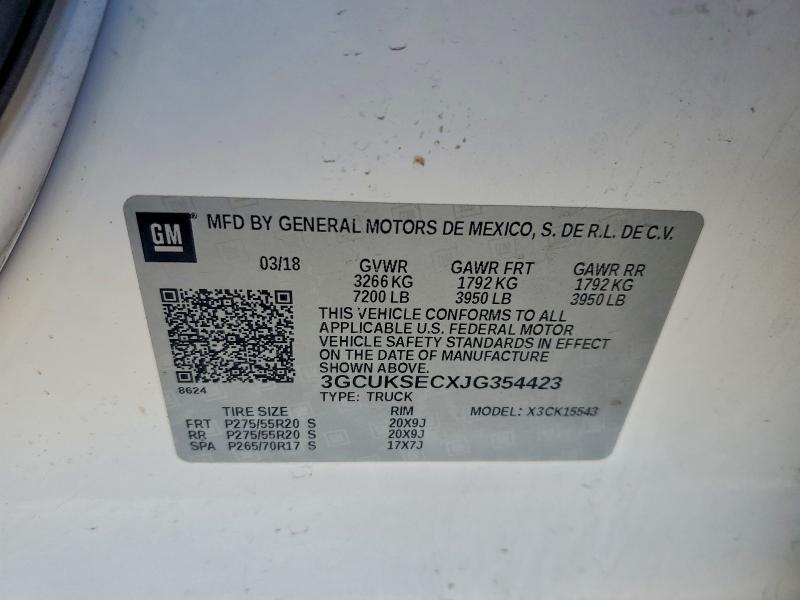 GM ® MFD BY GENERAL MOTORS DE MEXICO, S. DE R.L. DE C.V.
03/18 GVWR GAWR FRT GAWR RR
3266 KG 1792 KG 1792 KG
7200 LB 3950 LB 3950 LB
THIS VEHICLE CONFORMS TO ALL
APPLICABLE U.S. FEDERAL MOTOR
VEHICLE SAFETY STANDARDS IN EFFECT
ON THE DATE OF MANUFACTURE
SHOWN ABOVE.
3GCUKSECXJG354423
8624 TYPE: TRUCK
TIRE SIZE RIM MODEL: X3CK15543
FRT P275/55R20 S 20X9J
RR P275/55R20 S 20X9J
SPA P265/70R17 S 17X7J